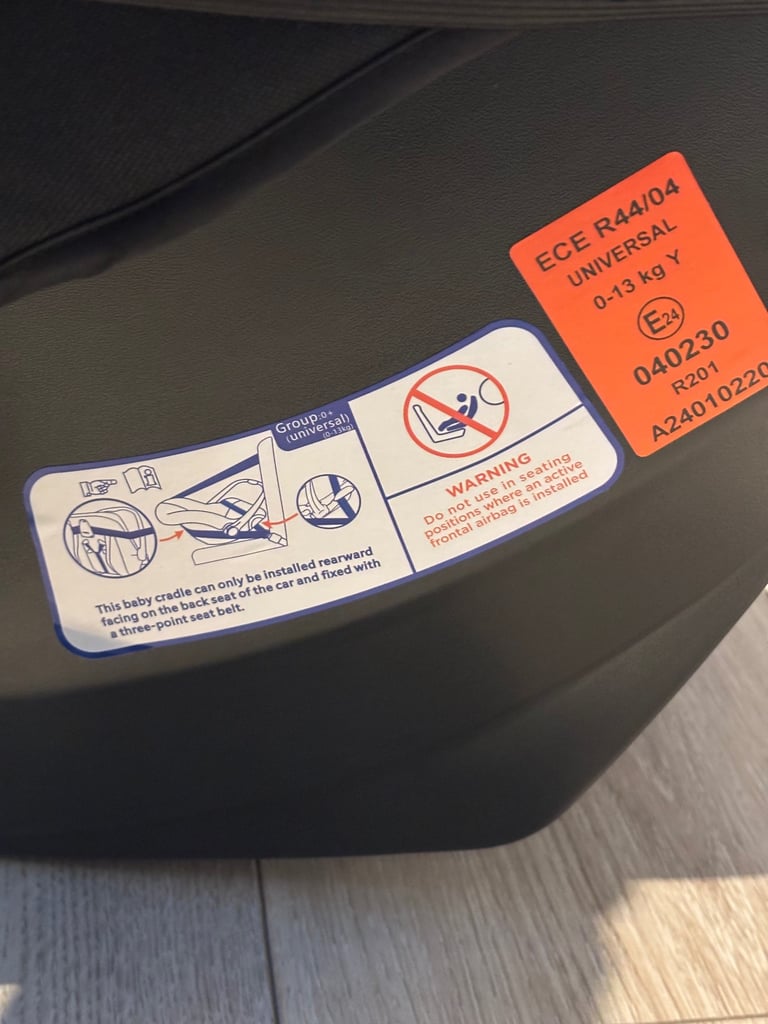 Group:0+
(universal)
(0-13kg)
This baby cradle can only be installed rearward
facing on the back seat of the car and fixed with
a three-point seat belt.
WARNING
Do not use in seating
positions where an active
frontal airbag is installed
ECE R44/04
UNIVERSAL
0-13 kg Y
E24
040230
R201
A24010220